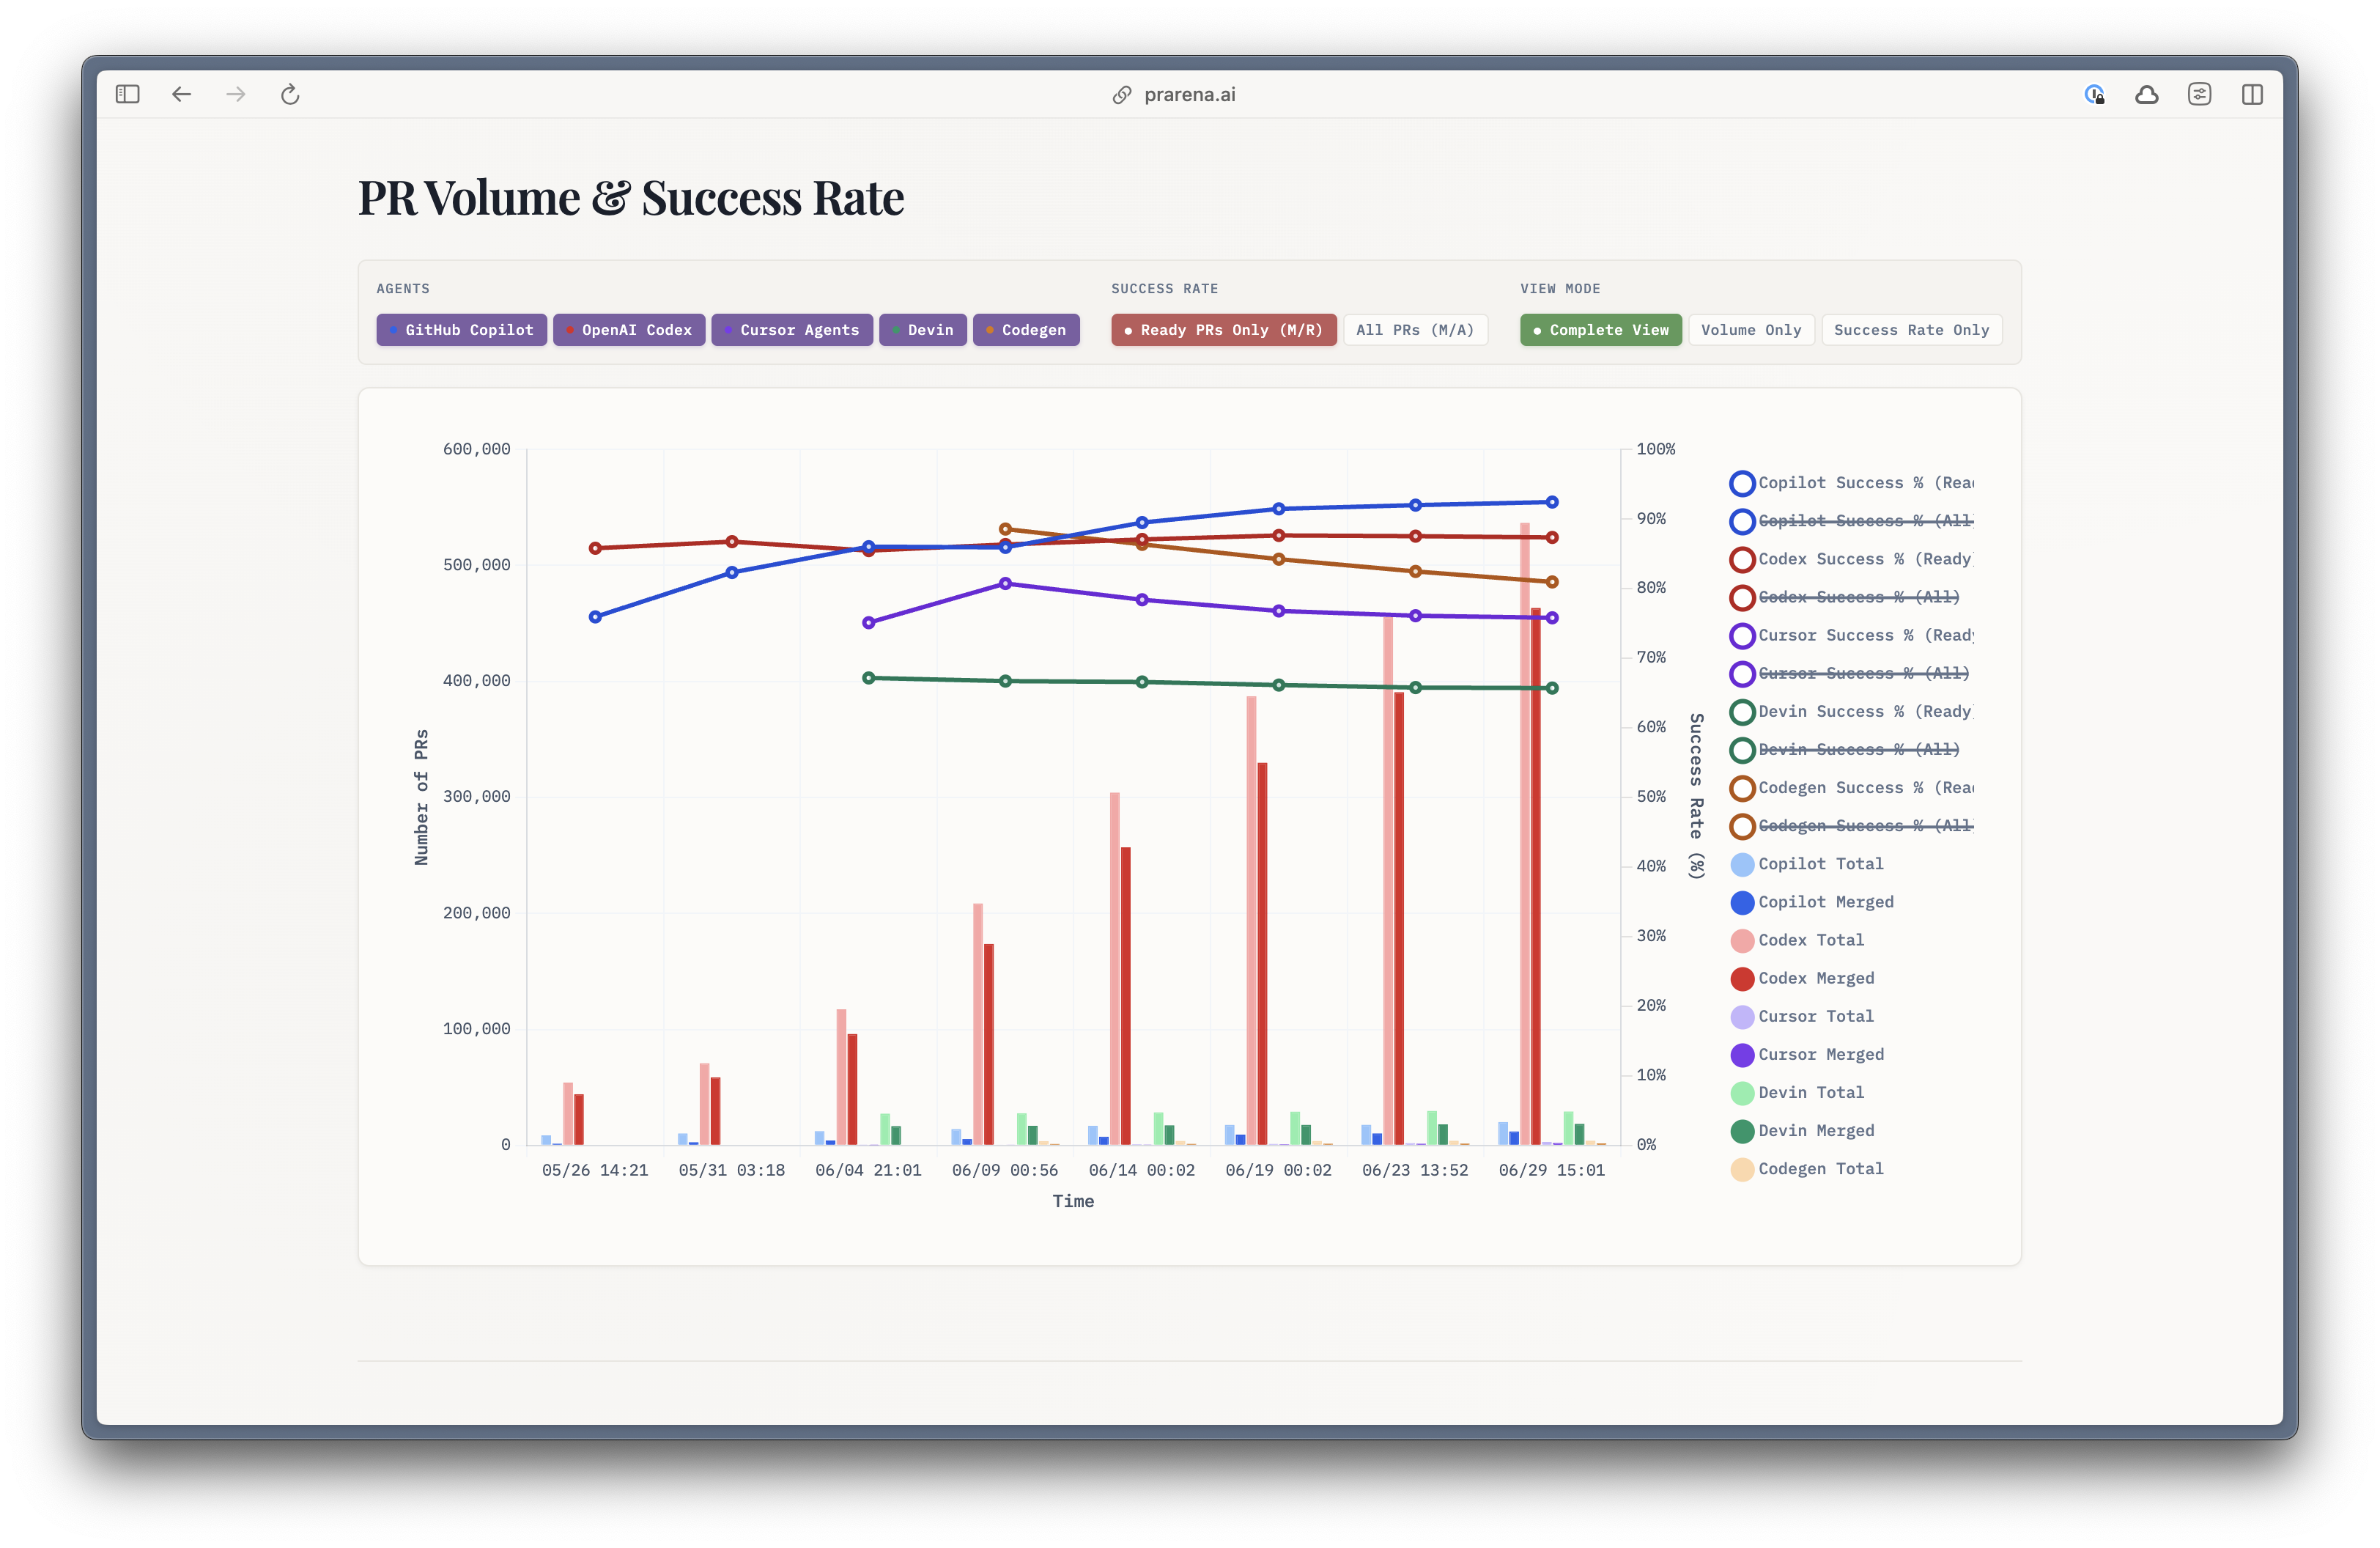 prarena.ai
PR Volume & Success Rate
AGENTS
GitHub Copilot
OpenAI Codex
Cursor Agents
Devin
Codegen
SUCCESS RATE
Ready PRs Only (M/R)
All PRs (M/A)
VIEW MODE
Complete View
Volume Only
Success Rate Only
600,000
500,000
400,000
300,000
200,000
100,000
0
Number of PRs
100%
90%
80%
70%
60%
50%
40%
30%
20%
10%
0%
Success Rate (%)
05/26 14:21
05/31 03:18
06/04 21:01
06/09 00:56
06/14 00:02
06/19 00:02
06/23 13:52
06/29 15:01
Time
Copilot Success % (Rea
Copilot Success % (All
Codex Success % (Ready
Codex Success % (All)
Cursor Success % (Ready
Cursor Success % (All)
Devin Success % (Ready
Devin Success % (All)
Codegen Success % (Rea
Codegen Success % (All
Copilot Total
Copilot Merged
Codex Total
Codex Merged
Cursor Total
Cursor Merged
Devin Total
Devin Merged
Codegen Total